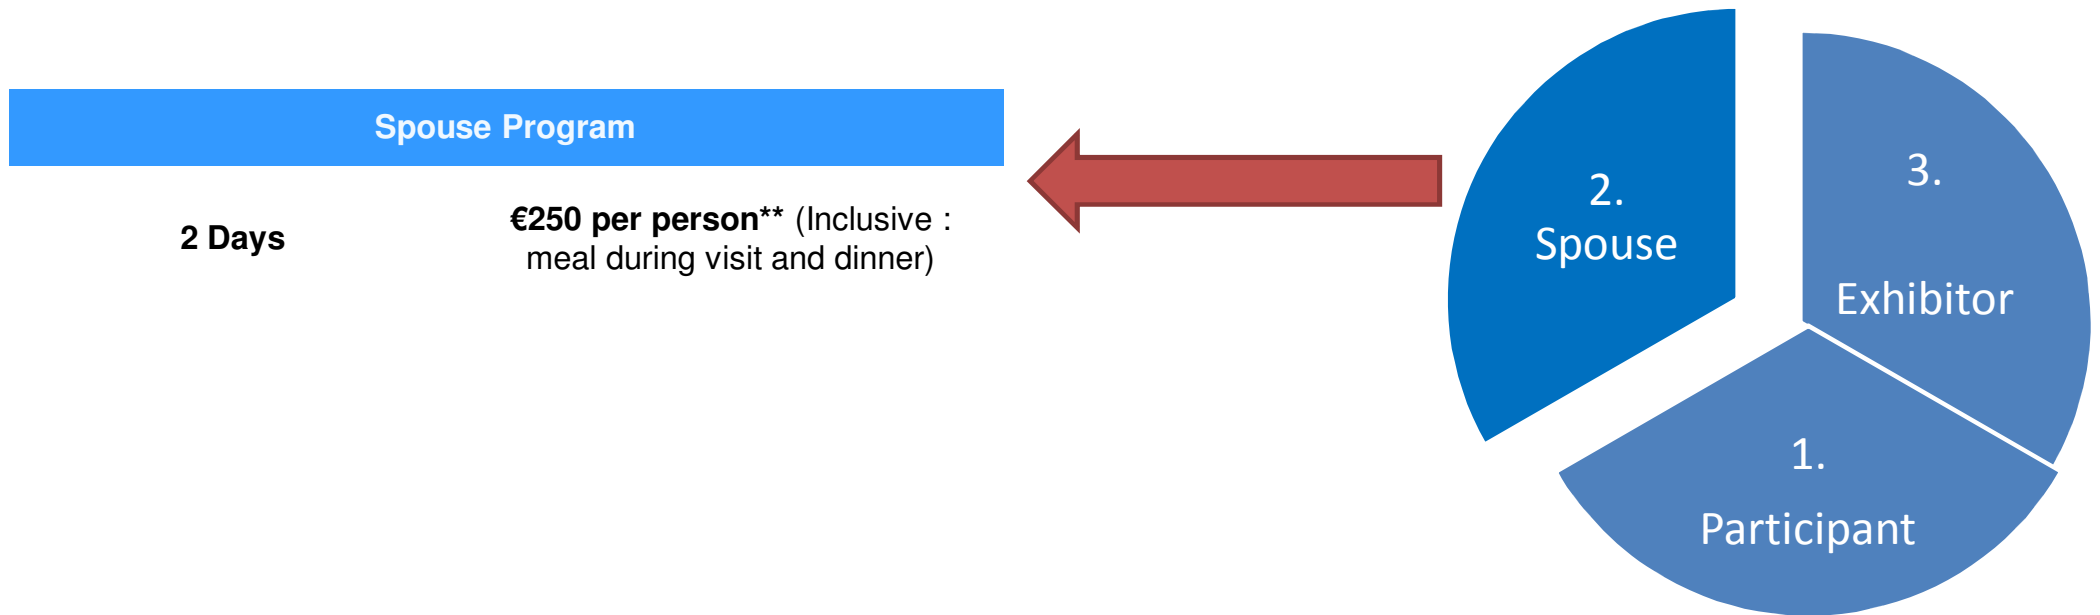 Spouse Program
2 Days
€250 per person** (Inclusive :
meal during visit and dinner)
2.
Spouse
3.
Exhibitor
1.
Participant